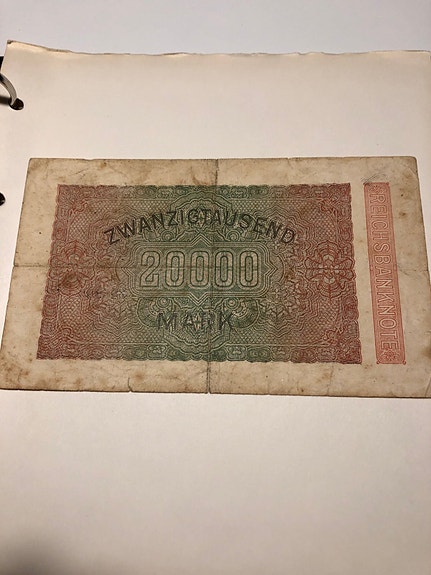 ZWANZIGTAUSEND
20000
MARK
REICHSBANKNOTE